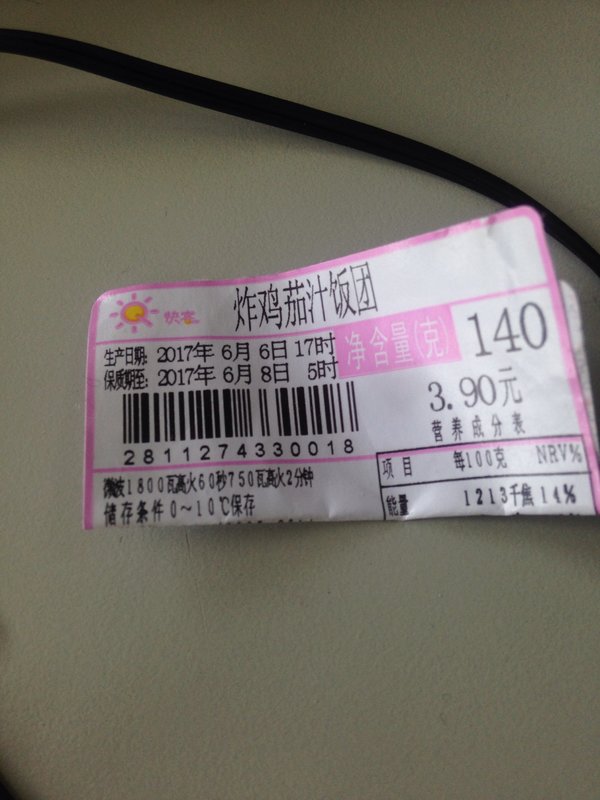 快客
炸鸡茄汁饭团
生产日期: 2017年 6月 6日 17时
保质期至: 2017年 6月 8日 5时
净含量(克) 140
3.90元
2811274330018
营养成分表
项目 每100克 NRV%
能量 1213千焦 14%
微波1800瓦高火60秒750瓦高火2分钟
储存条件0～10℃保存